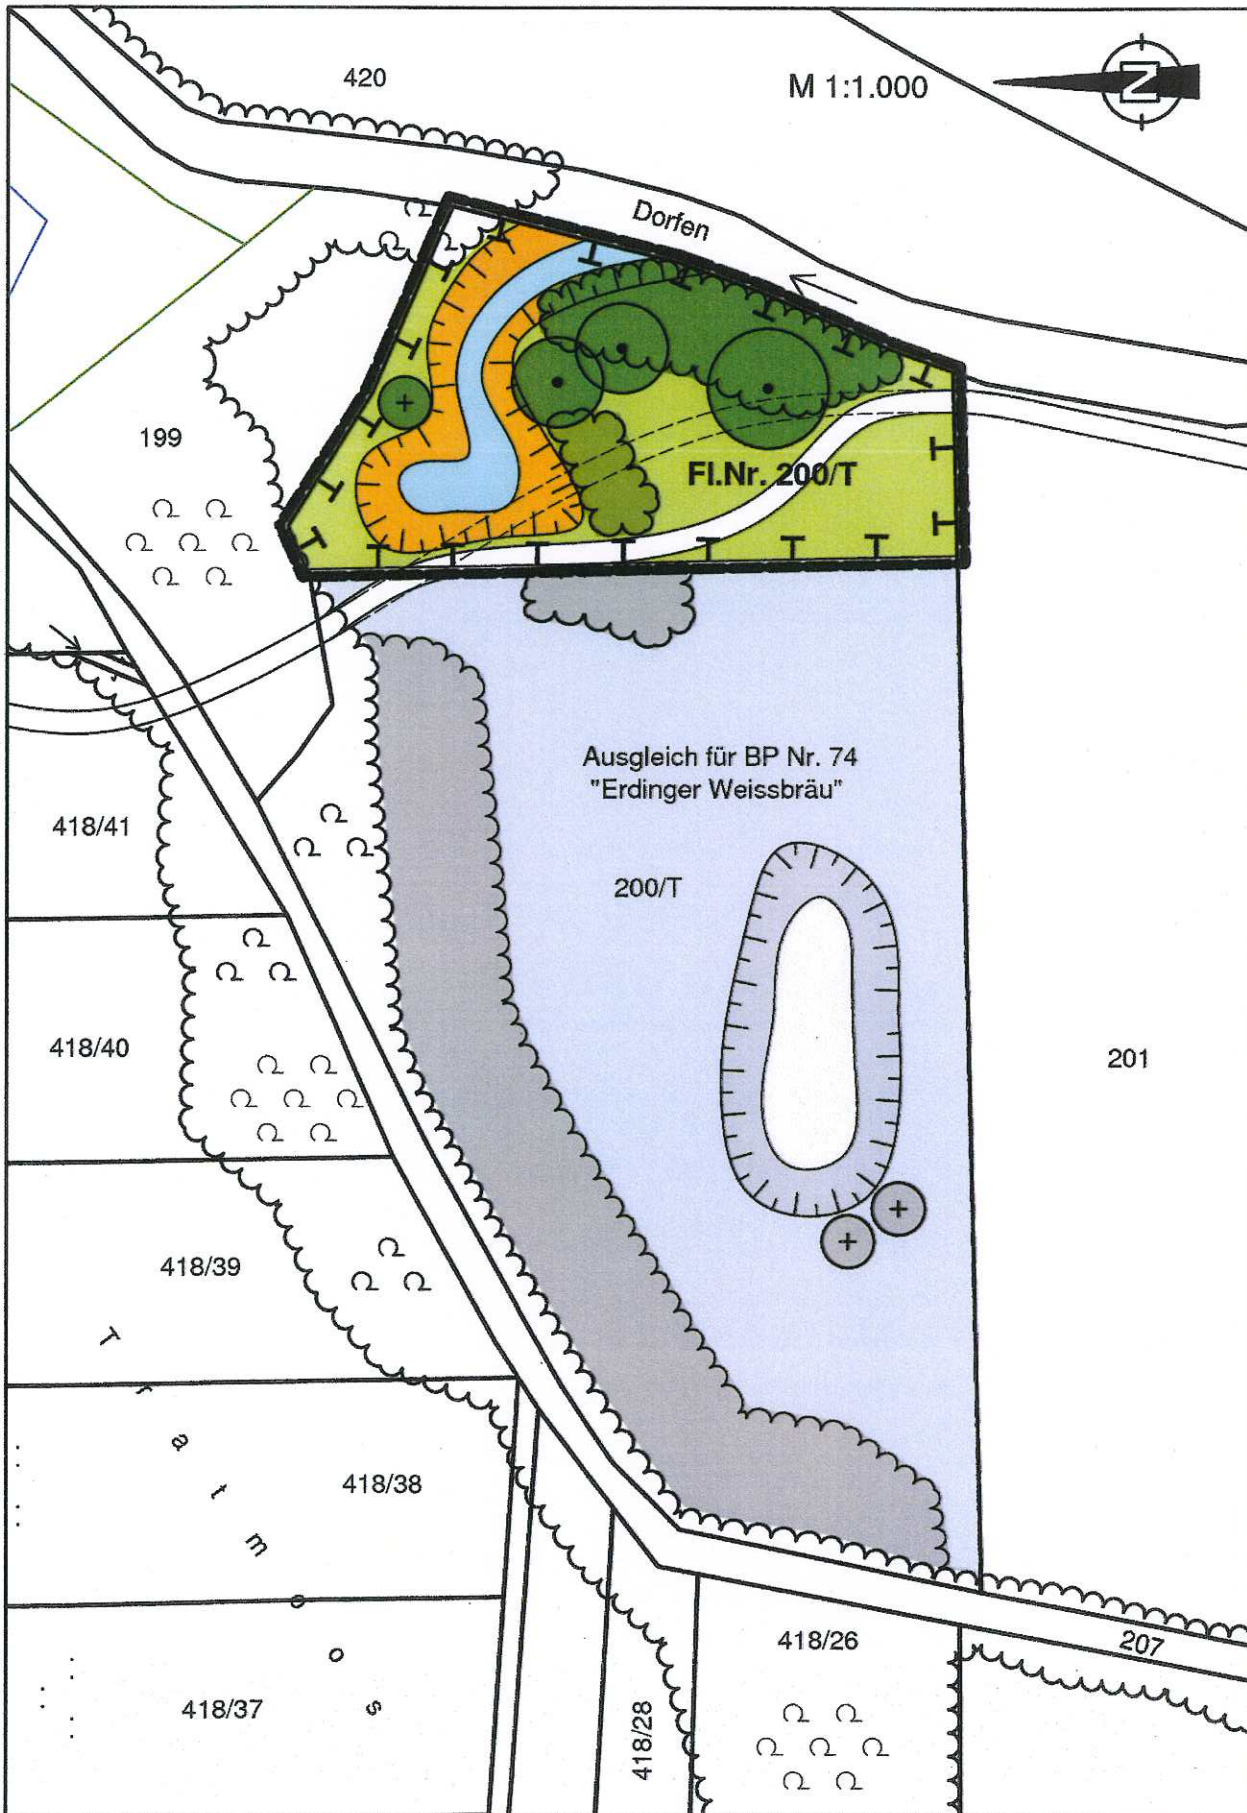 420
M 1:1.000
N
Dorfen
199
Fl.Nr. 200/T
Ausgleich für BP Nr. 74
"Erdinger Weissbräu"
418/41
200/T
418/40
201
418/39
Tratmoos
418/38
418/26
207
418/37
418/28